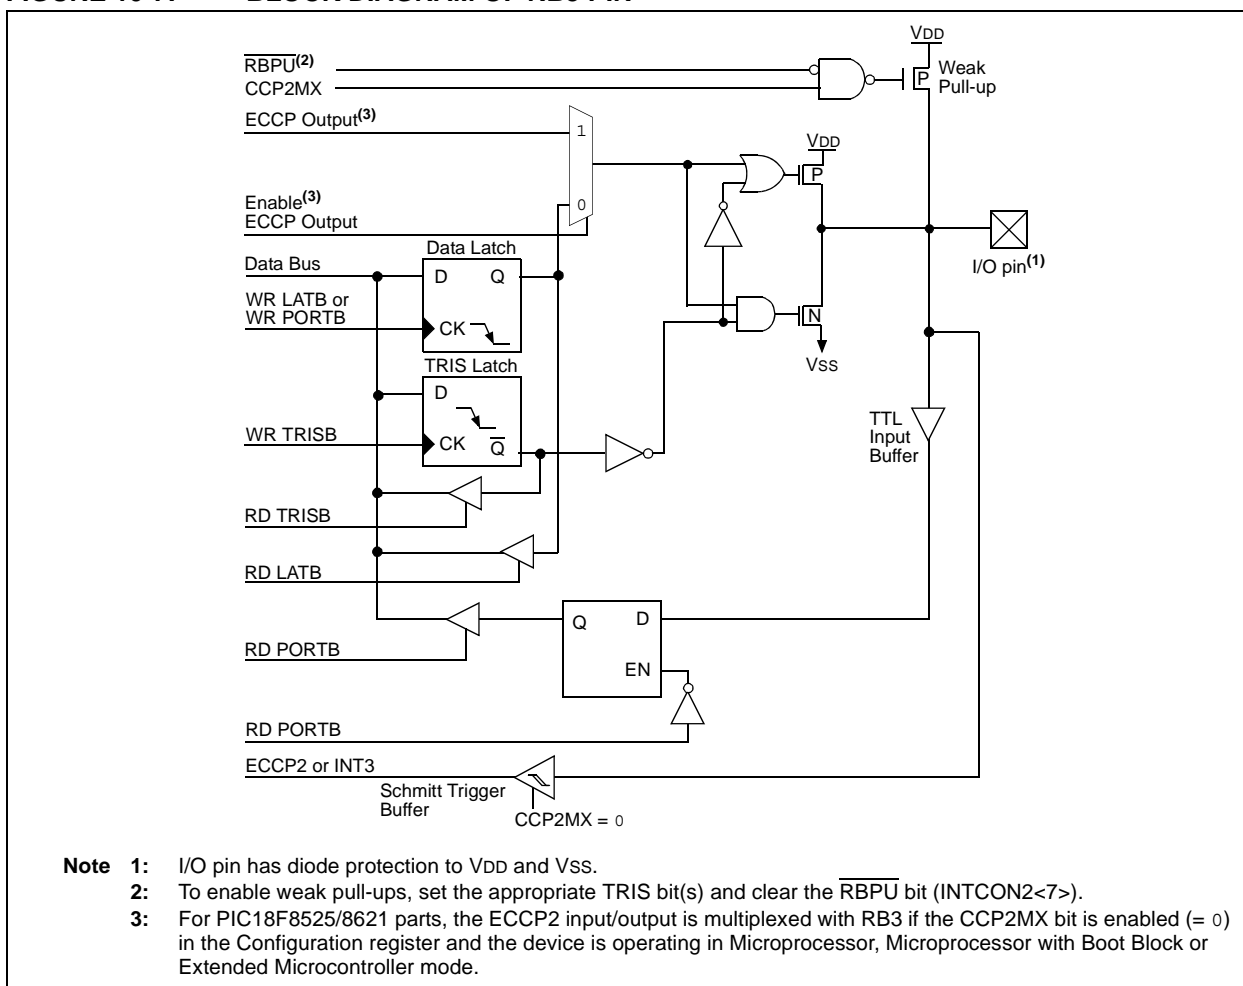 VDD
RBPU(2)
CCP2MX
P
Weak
Pull-up
ECCP Output(3)
1
VDD
P
Enable(3)
ECCP Output
0
I/O pin(1)
Data Latch
Data Bus
D Q
WR LATB or
WR PORTB
CK
N
VSS
TRIS Latch
D
TTL
Input
Buffer
WR TRISB
CK Q
RD TRISB
RD LATB
Q D
EN
RD PORTB
RD PORTB
ECCP2 or INT3
Schmitt Trigger
Buffer
CCP2MX = 0
Note 1: I/O pin has diode protection to VDD and VSS.
2: To enable weak pull-ups, set the appropriate TRIS bit(s) and clear the RBPU bit (INTCON2<7>).
3: For PIC18F8525/8621 parts, the ECCP2 input/output is multiplexed with RB3 if the CCP2MX bit is enabled (= 0)
in the Configuration register and the device is operating in Microprocessor, Microprocessor with Boot Block or
Extended Microcontroller mode.